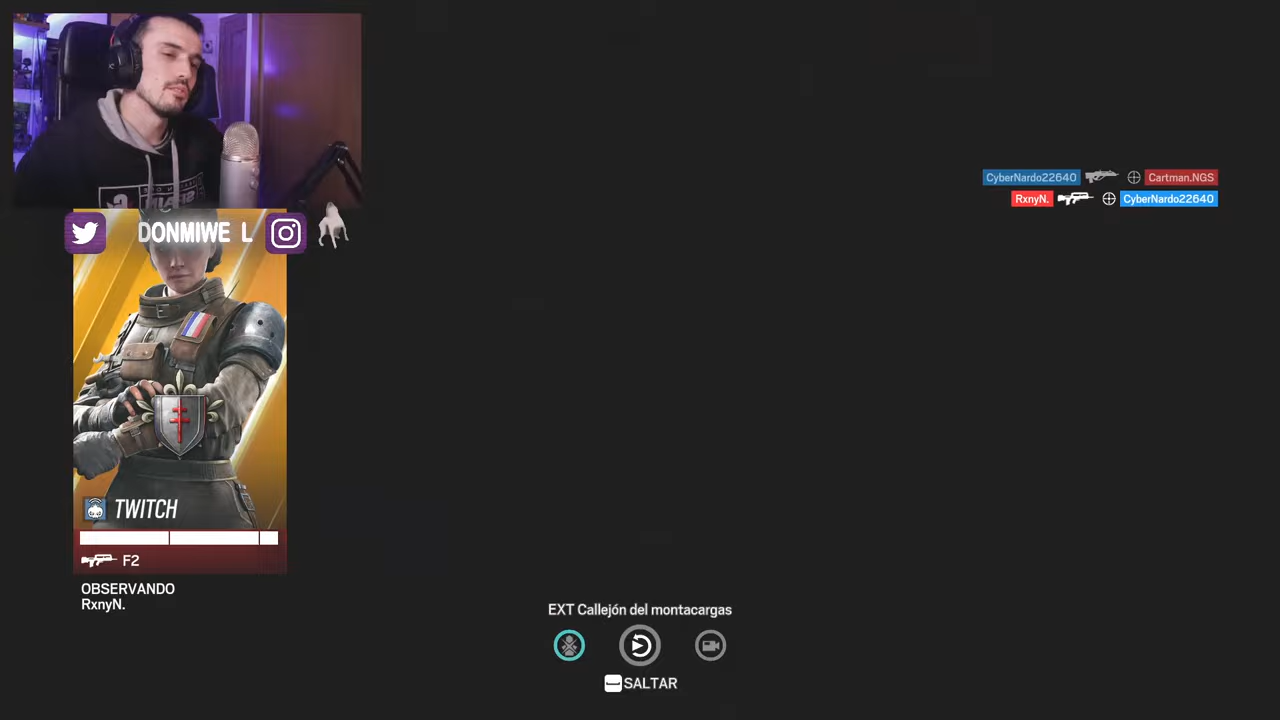 CyberNardo22640 Cartman.NGS
RxnyN. CyberNardo22640
DONMIWE L
TWITCH
F2
OBSERVANDO
RxnyN.
EXT Callejón del montacargas
SALTAR